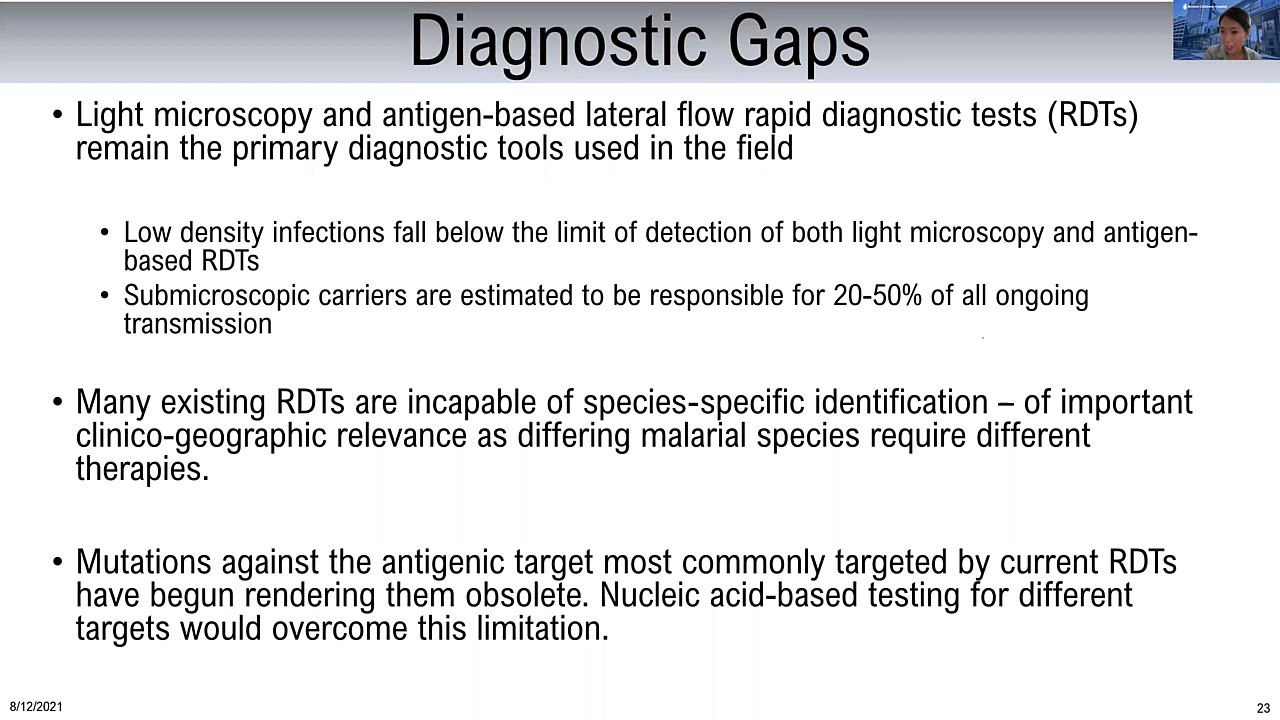 Diagnostic Gaps
• Light microscopy and antigen-based lateral flow rapid diagnostic tests (RDTs)
remain the primary diagnostic tools used in the field
• Low density infections fall below the limit of detection of both light microscopy and antigen-
based RDTs
• Submicroscopic carriers are estimated to be responsible for 20-50% of all ongoing
transmission
• Many existing RDTs are incapable of species-specific identification – of important
clinico-geographic relevance as differing malarial species require different
therapies.
• Mutations against the antigenic target most commonly targeted by current RDTs
have begun rendering them obsolete. Nucleic acid-based testing for different
targets would overcome this limitation.
8/12/2021
23